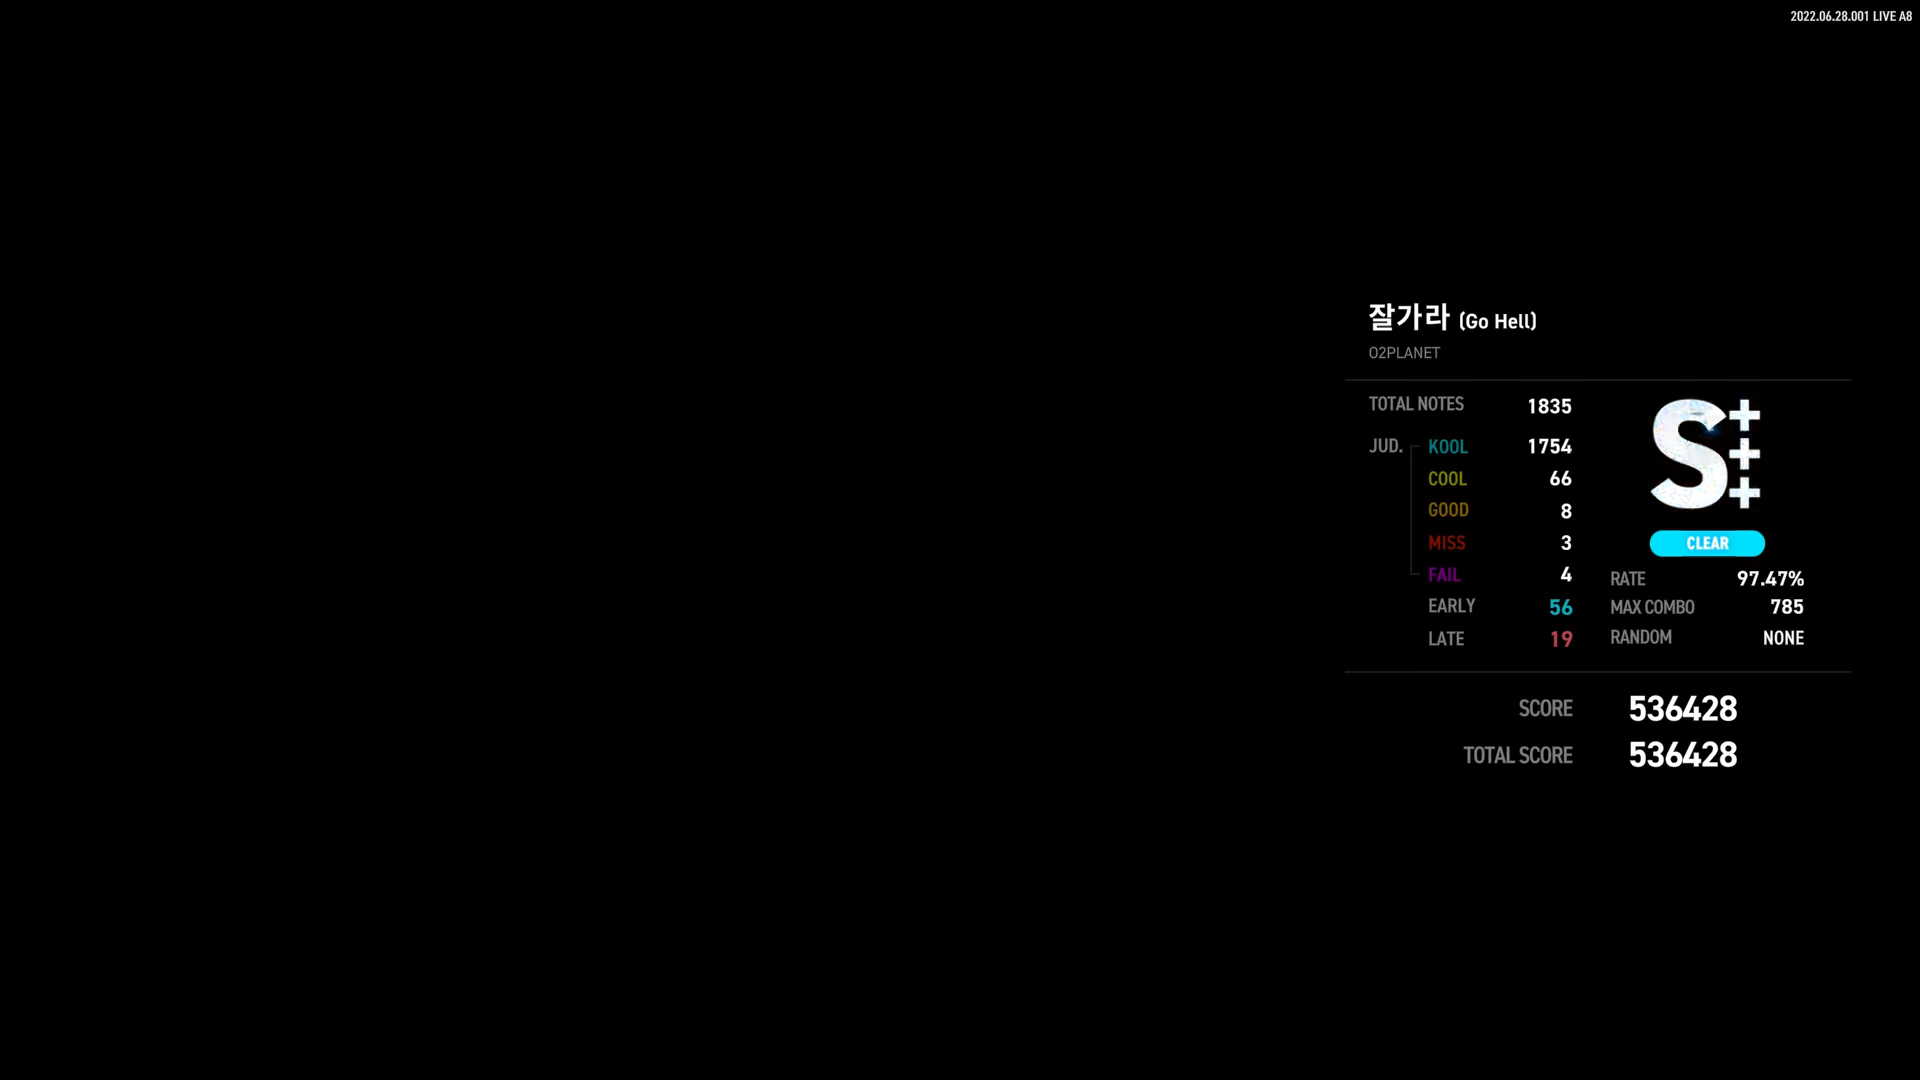 2022.06.28.001 LIVE A8
잘가라 (Go Hell)
O2PLANET
TOTAL NOTES 1835
JUD. KOOL 1754
COOL 66
GOOD 8
MISS 3
FAIL 4
EARLY 56
LATE 19
S+++
CLEAR
RATE 97.47%
MAX COMBO 785
RANDOM NONE
SCORE 536428
TOTAL SCORE 536428